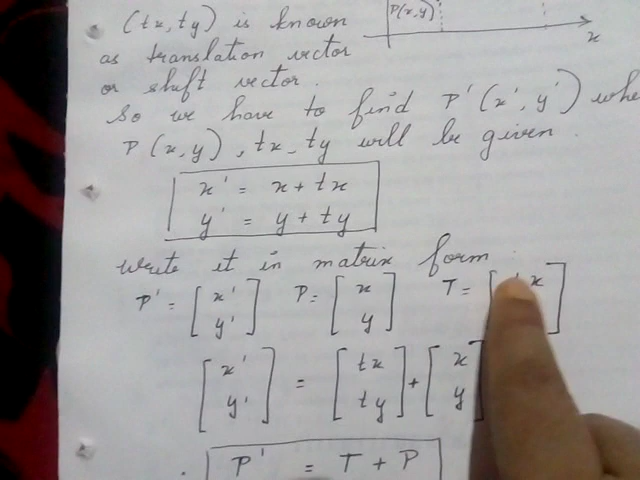 P(x,y)
x
(tx,ty) is known
as translation vector
or shift vector.
So we have to find P'(x', y') whe
P(x,y), tx, ty will be given.
x' = x+tx
y' = y+ty
write it in matrix form:
P' = [x' y'] P = [x y] T = [ x ]
[x' y'] = [tx ty] + [x y]
P' = T + P